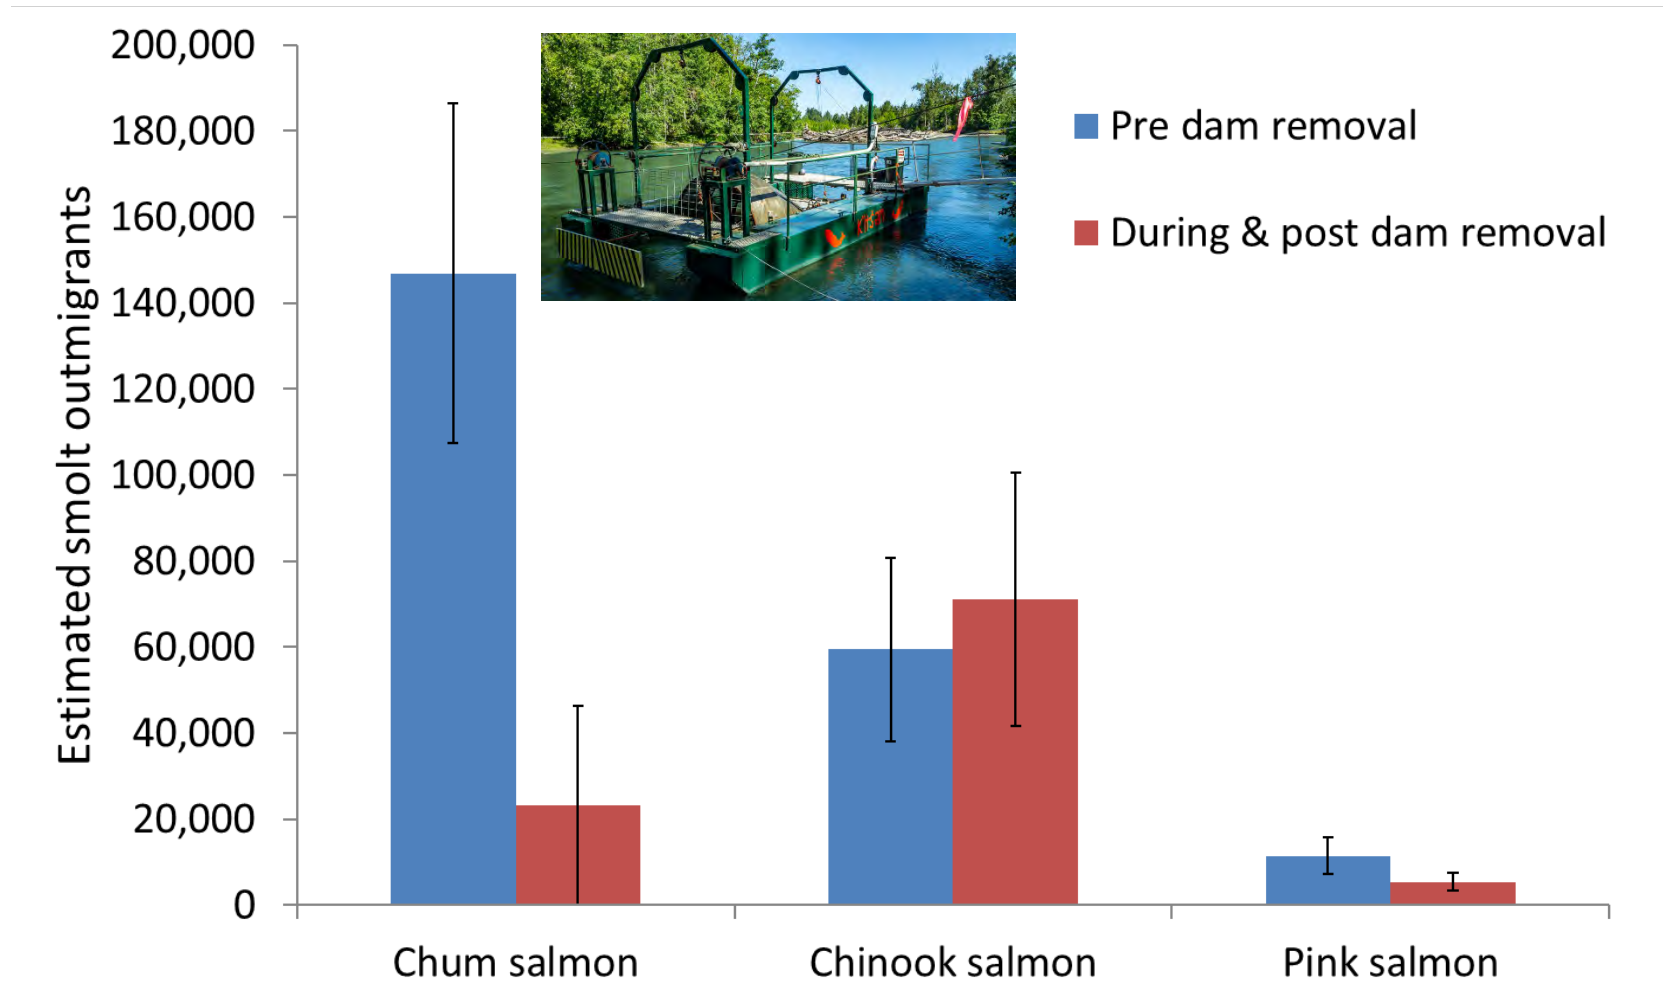 200,000
180,000
160,000
140,000
120,000
100,000
80,000
60,000
40,000
20,000
0
Estimated smolt outmigrants
Pre dam removal
During & post dam removal
Chum salmon
Chinook salmon
Pink salmon